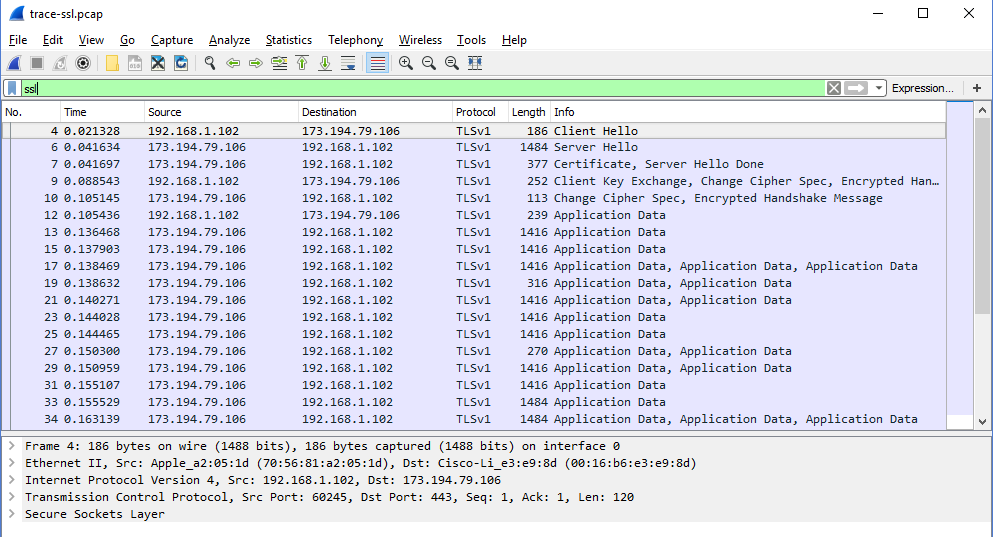 trace-ssl.pcap
File Edit View Go Capture Analyze Statistics Telephony Wireless Tools Help
ssl Expression... +
No. Time Source Destination Protocol Length Info
4 0.021328 192.168.1.102 173.194.79.106 TLSv1 186 Client Hello
6 0.041634 173.194.79.106 192.168.1.102 TLSv1 1484 Server Hello
7 0.041697 173.194.79.106 192.168.1.102 TLSv1 377 Certificate, Server Hello Done
9 0.088543 192.168.1.102 173.194.79.106 TLSv1 252 Client Key Exchange, Change Cipher Spec, Encrypted Han…
10 0.105145 173.194.79.106 192.168.1.102 TLSv1 113 Change Cipher Spec, Encrypted Handshake Message
12 0.105436 192.168.1.102 173.194.79.106 TLSv1 239 Application Data
13 0.136468 173.194.79.106 192.168.1.102 TLSv1 1416 Application Data
15 0.137903 173.194.79.106 192.168.1.102 TLSv1 1416 Application Data
17 0.138469 173.194.79.106 192.168.1.102 TLSv1 1416 Application Data, Application Data, Application Data
19 0.138632 173.194.79.106 192.168.1.102 TLSv1 316 Application Data, Application Data
21 0.140271 173.194.79.106 192.168.1.102 TLSv1 1416 Application Data, Application Data
23 0.144028 173.194.79.106 192.168.1.102 TLSv1 1416 Application Data
25 0.144465 173.194.79.106 192.168.1.102 TLSv1 1416 Application Data
27 0.150300 173.194.79.106 192.168.1.102 TLSv1 270 Application Data, Application Data
29 0.150959 173.194.79.106 192.168.1.102 TLSv1 1416 Application Data, Application Data
31 0.155107 173.194.79.106 192.168.1.102 TLSv1 1416 Application Data
33 0.155529 173.194.79.106 192.168.1.102 TLSv1 1484 Application Data
34 0.163139 173.194.79.106 192.168.1.102 TLSv1 1484 Application Data, Application Data, Application Data
Frame 4: 186 bytes on wire (1488 bits), 186 bytes captured (1488 bits) on interface 0
Ethernet II, Src: Apple_a2:05:1d (70:56:81:a2:05:1d), Dst: Cisco-Li_e3:e9:8d (00:16:b6:e3:e9:8d)
Internet Protocol Version 4, Src: 192.168.1.102, Dst: 173.194.79.106
Transmission Control Protocol, Src Port: 60245, Dst Port: 443, Seq: 1, Ack: 1, Len: 120
Secure Sockets Layer